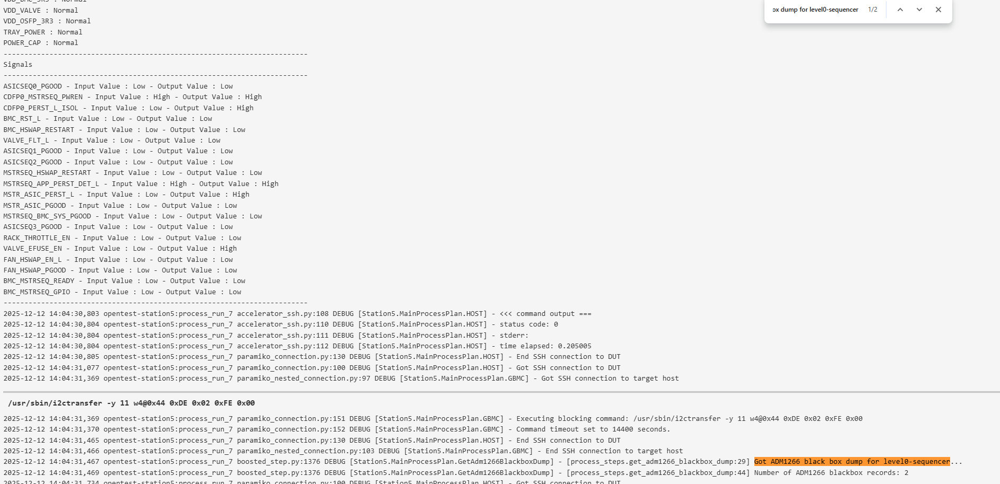 VDD_BMC_3R3 : Normal
ox dump for level0-sequencer 1/2
VDD_VALVE : Normal
VDD_OSFP_3R3 : Normal
TRAY_POWER : Normal
POWER_CAP : Normal
-------------------------------------------------------------------------
Signals
-------------------------------------------------------------------------
ASICSEQ0_PGOOD - Input Value : Low - Output Value : Low
CDFP0_MSTRSEQ_PWREN - Input Value : High - Output Value : High
CDFP0_PERST_L_ISOL - Input Value : Low - Output Value : High
BMC_RST_L - Input Value : Low - Output Value : Low
BMC_HSWAP_RESTART - Input Value : Low - Output Value : Low
VALVE_FLT_L - Input Value : Low - Output Value : Low
ASICSEQ1_PGOOD - Input Value : Low - Output Value : Low
ASICSEQ2_PGOOD - Input Value : Low - Output Value : Low
MSTRSEQ_HSWAP_RESTART - Input Value : Low - Output Value : Low
MSTRSEQ_APP_PERST_DET_L - Input Value : High - Output Value : High
MSTR_ASIC_PERST_L - Input Value : Low - Output Value : High
MSTR_ASIC_PGOOD - Input Value : Low - Output Value : Low
MSTRSEQ_BMC_SYS_PGOOD - Input Value : Low - Output Value : Low
ASICSEQ3_PGOOD - Input Value : Low - Output Value : Low
RACK_THROTTLE_EN - Input Value : Low - Output Value : Low
VALVE_EFUSE_EN - Input Value : Low - Output Value : High
FAN_HSWAP_EN_L - Input Value : Low - Output Value : Low
FAN_HSWAP_PGOOD - Input Value : Low - Output Value : Low
BMC_MSTRSEQ_READY - Input Value : Low - Output Value : Low
BMC_MSTRSEQ_GPIO - Input Value : Low - Output Value : Low
-------------------------------------------------------------------------
2025-12-12 14:04:30,803 opentest-station5:process_run_7 accelerator_ssh.py:108 DEBUG [Station5.MainProcessPlan.HOST] - <<< command output ===
2025-12-12 14:04:30,804 opentest-station5:process_run_7 accelerator_ssh.py:110 DEBUG [Station5.MainProcessPlan.HOST] - status code: 0
2025-12-12 14:04:30,804 opentest-station5:process_run_7 accelerator_ssh.py:111 DEBUG [Station5.MainProcessPlan.HOST] - stderr:
2025-12-12 14:04:30,804 opentest-station5:process_run_7 accelerator_ssh.py:112 DEBUG [Station5.MainProcessPlan.HOST] - time elapsed: 0.205005
2025-12-12 14:04:30,805 opentest-station5:process_run_7 paramiko_connection.py:130 DEBUG [Station5.MainProcessPlan.HOST] - End SSH connection to DUT
2025-12-12 14:04:31,077 opentest-station5:process_run_7 paramiko_connection.py:100 DEBUG [Station5.MainProcessPlan.HOST] - Got SSH connection to DUT
2025-12-12 14:04:31,369 opentest-station5:process_run_7 paramiko_nested_connection.py:97 DEBUG [Station5.MainProcessPlan.GBMC] - Got SSH connection to target host
/usr/sbin/i2ctransfer -y 11 w4@0x44 0xDE 0x02 0xFE 0x00
2025-12-12 14:04:31,369 opentest-station5:process_run_7 paramiko_connection.py:151 DEBUG [Station5.MainProcessPlan.GBMC] - Executing blocking command: /usr/sbin/i2ctransfer -y 11 w4@0x44 0xDE 0x02 0xFE 0x00
2025-12-12 14:04:31,370 opentest-station5:process_run_7 paramiko_connection.py:152 DEBUG [Station5.MainProcessPlan.GBMC] - Command timeout set to 14400 seconds.
2025-12-12 14:04:31,465 opentest-station5:process_run_7 paramiko_connection.py:130 DEBUG [Station5.MainProcessPlan.HOST] - End SSH connection to DUT
2025-12-12 14:04:31,466 opentest-station5:process_run_7 paramiko_nested_connection.py:103 DEBUG [Station5.MainProcessPlan.GBMC] - End SSH connection to target host
2025-12-12 14:04:31,467 opentest-station5:process_run_7 boosted_step.py:1376 DEBUG [Station5.MainProcessPlan.GetAdm1266BlackboxDump] - [process_steps.get_adm1266_blackbox_dump:29] Got ADM1266 black box dump for level0-sequencer...
2025-12-12 14:04:31,469 opentest-station5:process_run_7 boosted_step.py:1376 DEBUG [Station5.MainProcessPlan.GetAdm1266BlackboxDump] - [process_steps.get_adm1266_blackbox_dump:44] Number of ADM1266 blackbox records: 2
2025-12-12 14:04:31,734 opentest-station5:process_run_7 paramiko_connection.py:100 DEBUG [Station5.MainProcessPlan.HOST] - Got SSH connection to DUT